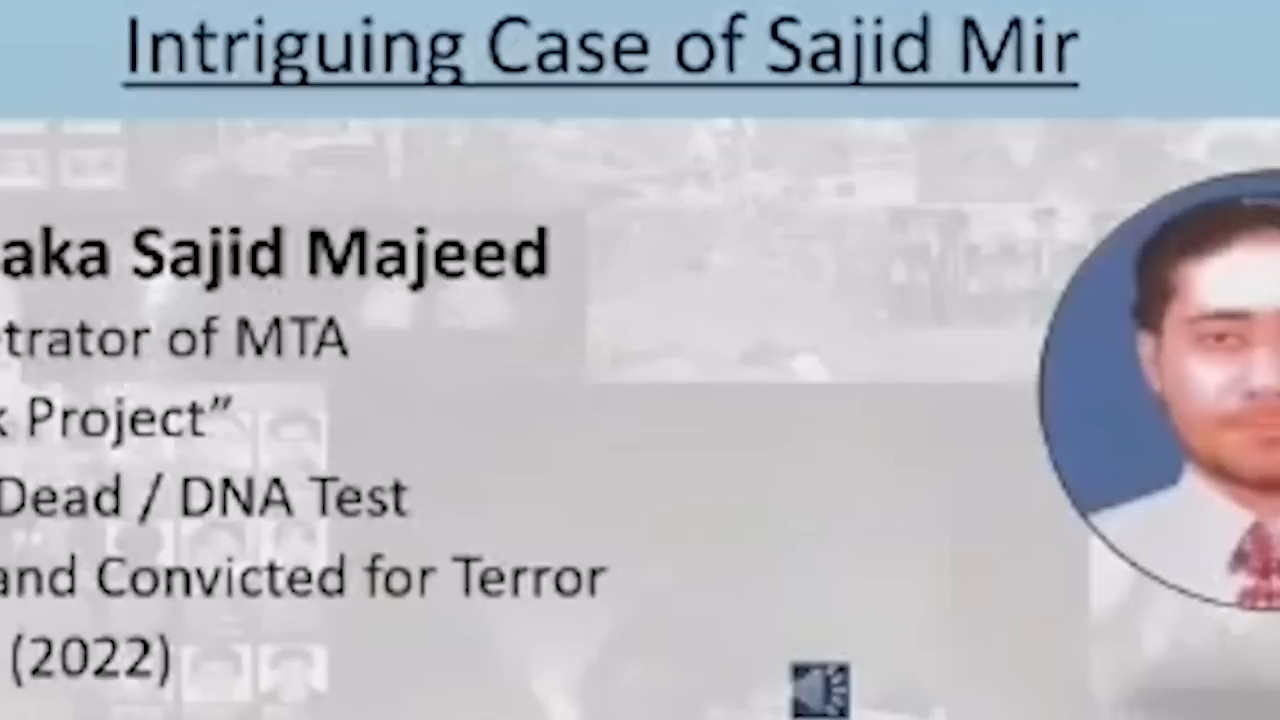 Intriguing Case of Sajid Mir
aka Sajid Majeed
etrator of MTA
k Project”
Dead / DNA Test
and Convicted for Terror
(2022)